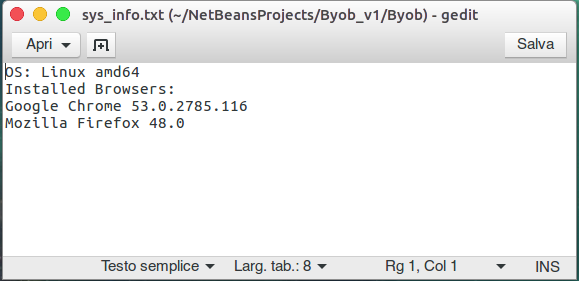 sys_info.txt (~/NetBeansProjects/Byob_v1/Byob) - gedit
Apri Salva
OS: Linux amd64
Installed Browsers:
Google Chrome 53.0.2785.116
Mozilla Firefox 48.0
Testo semplice Larg. tab.: 8 Rg 1, Col 1 INS